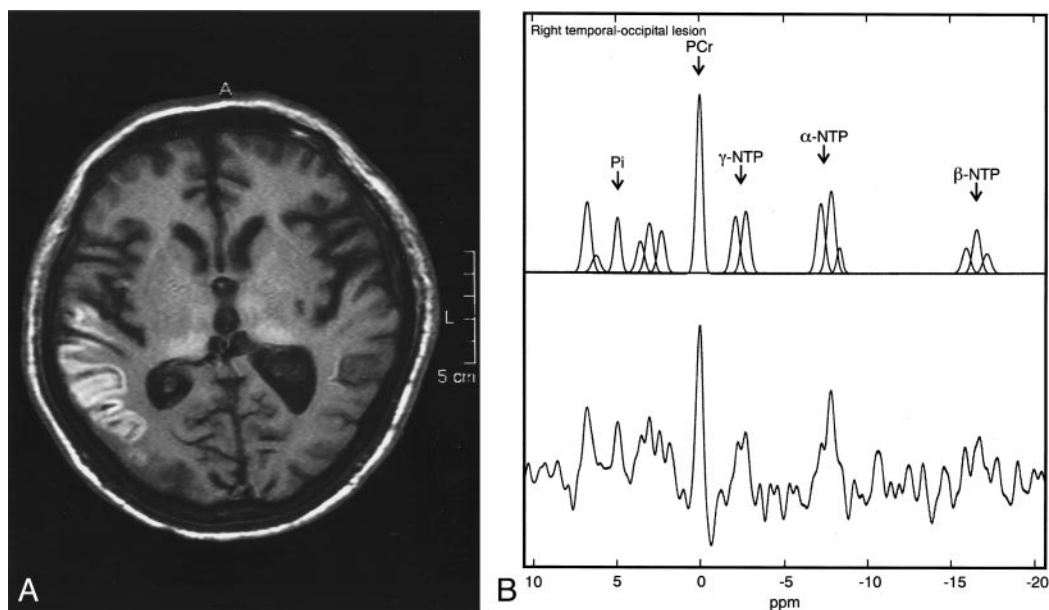 A
L
5 cm
A
Right temporal-occipital lesion
PCr
Pi
γ-NTP
α-NTP
β-NTP
10 5 0 -5 -10 -15 -20
ppm
B